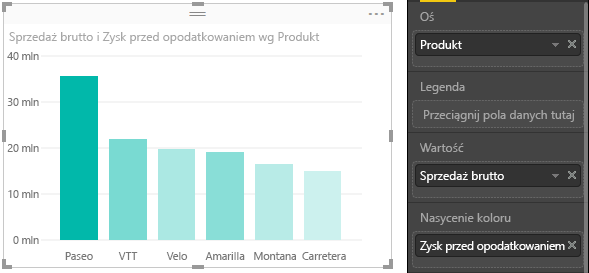 Sprzedaż brutto i Zysk przed opodatkowaniem wg Produkt
40 mln
30 mln
20 mln
10 mln
0 mln
Paseo VTT Velo Amarilla Montana Carretera
Oś
Produkt
Legenda
Przeciągnij pola danych tutaj
Wartość
Sprzedaż brutto
Nasycenie koloru
Zysk przed opodatkowaniem